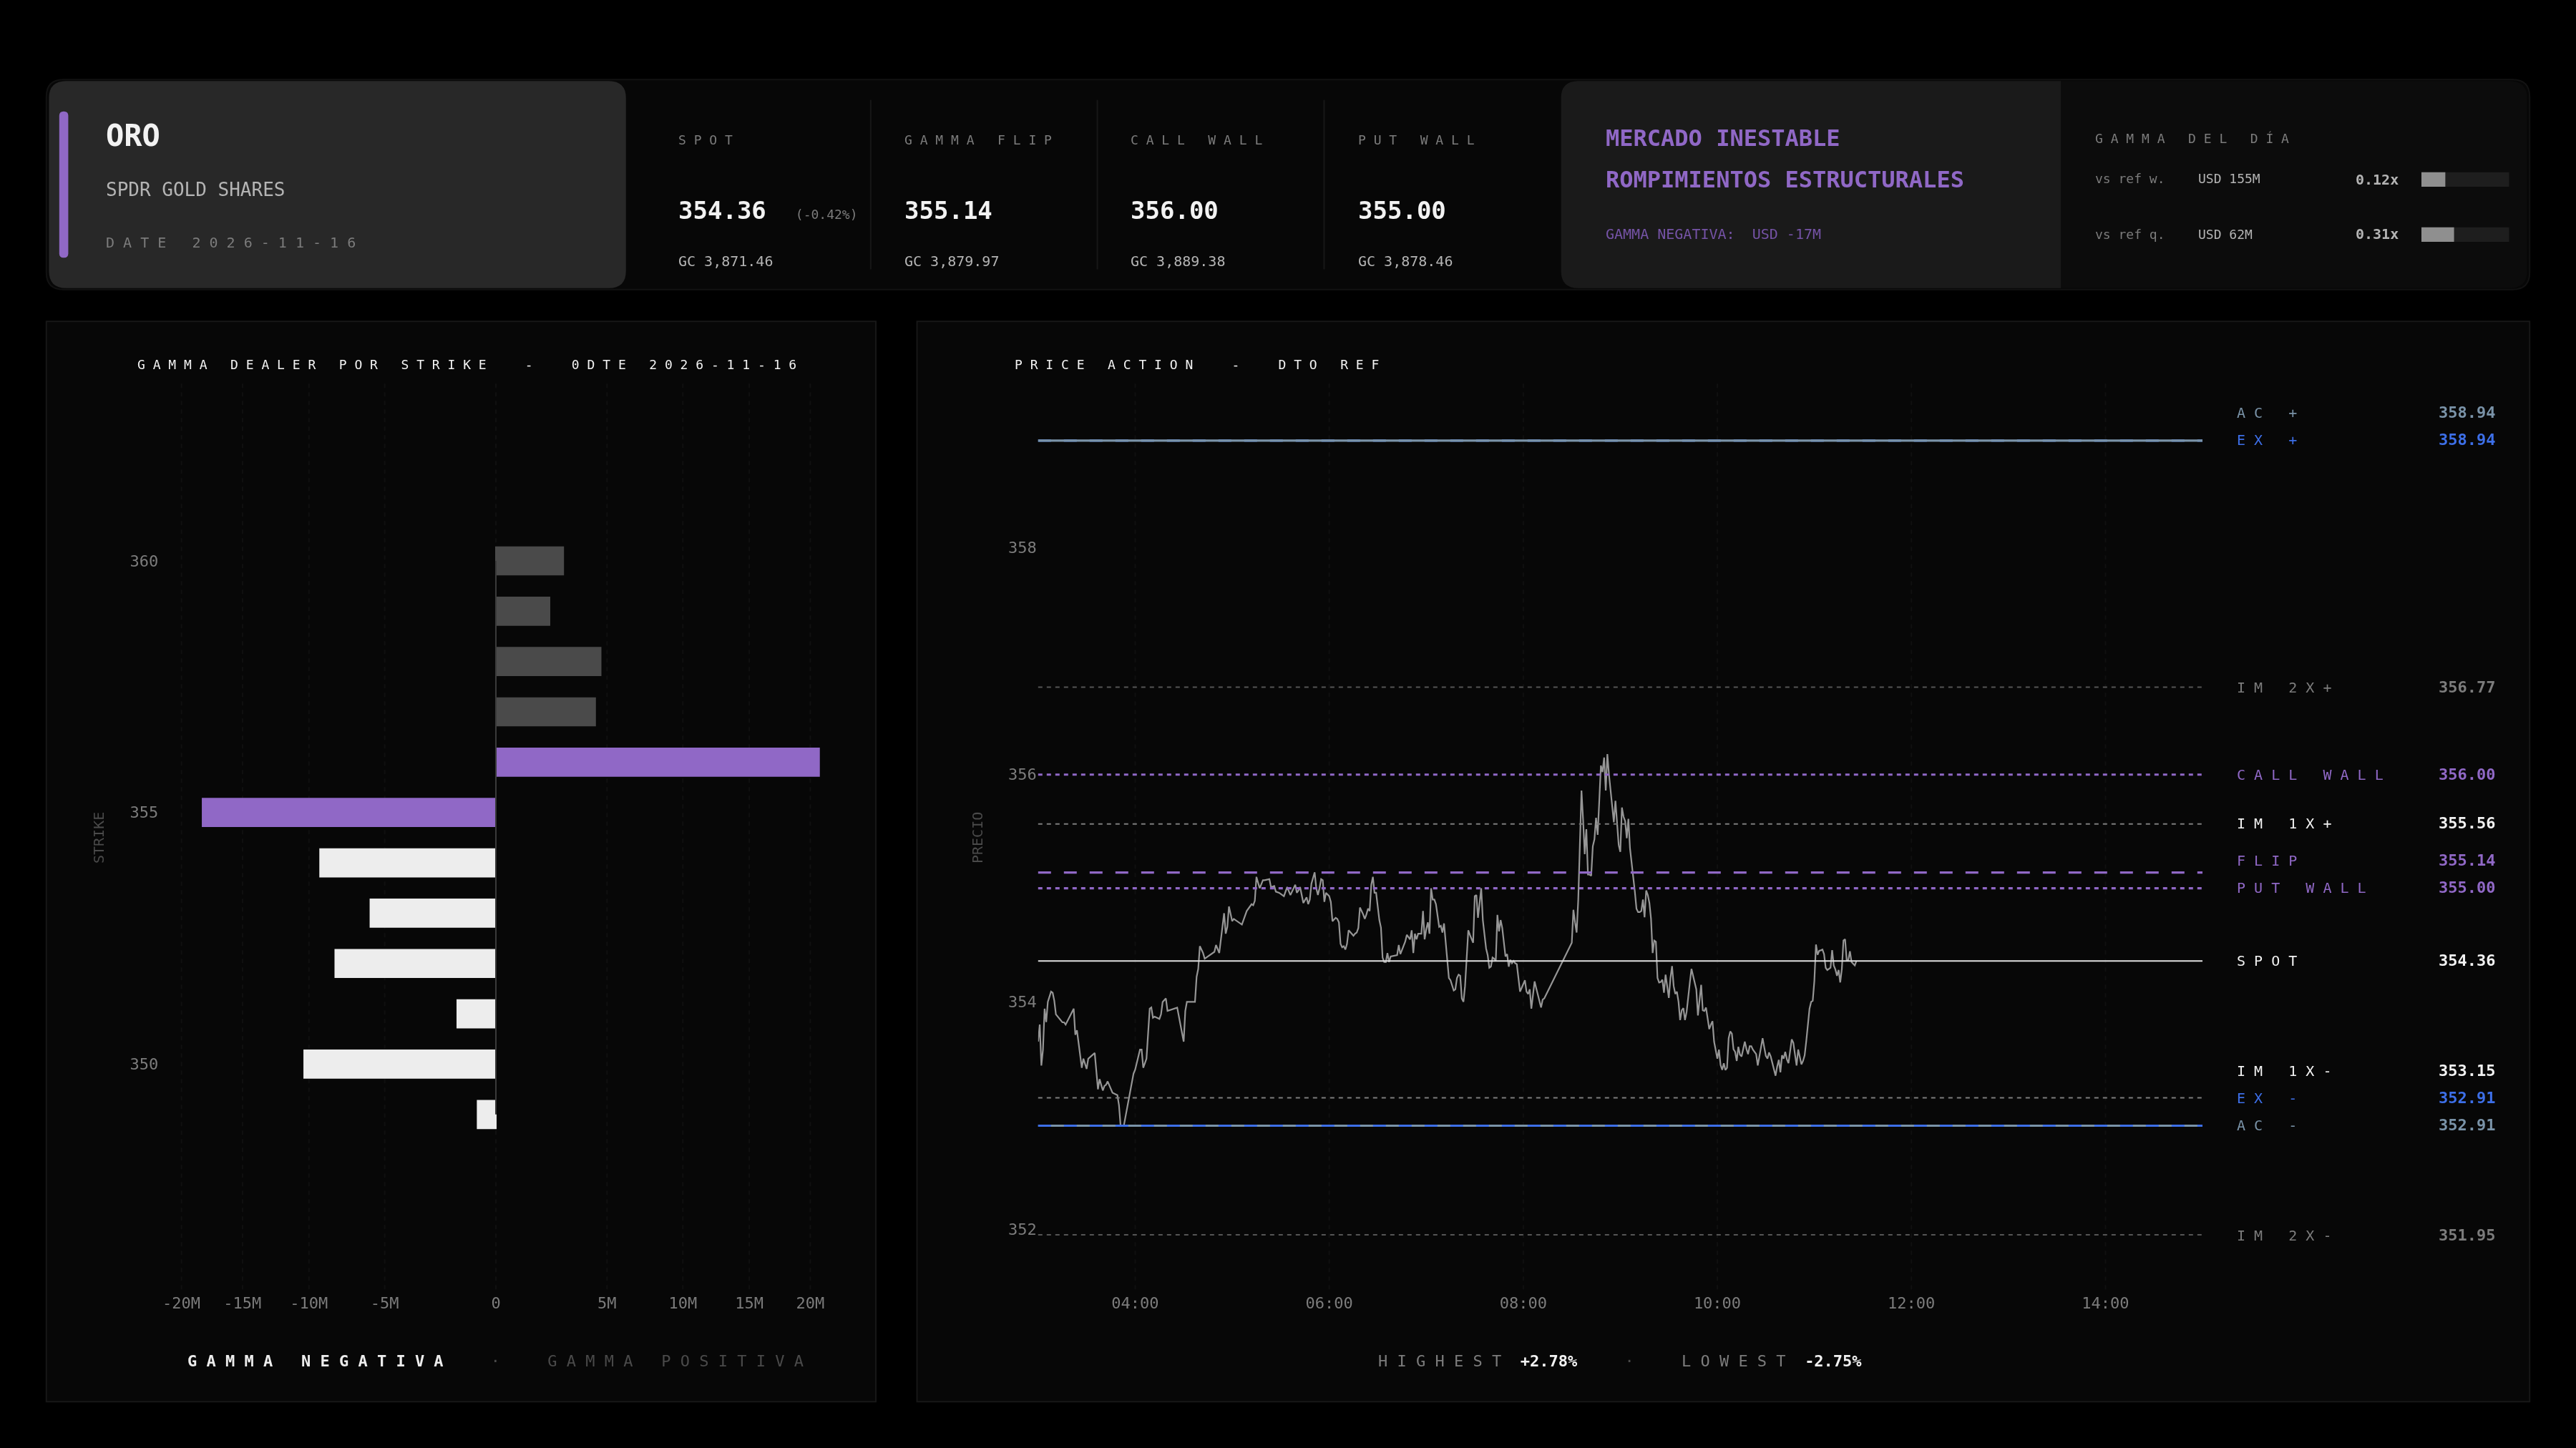 ORO
SPDR GOLD SHARES
DATE 2026-11-16
SPOT
354.36 (-0.42%)
GC 3,871.46
GAMMA FLIP
355.14
GC 3,879.97
CALL WALL
356.00
GC 3,889.38
PUT WALL
355.00
GC 3,878.46
MERCADO INESTABLE
ROMPIMIENTOS ESTRUCTURALES
GAMMA NEGATIVA: USD -17M
GAMMA DEL DÍA
vs ref w. USD 155M 0.12x
vs ref q. USD 62M 0.31x
GAMMA DEALER POR STRIKE - 0DTE 2026-11-16
STRIKE
360
355
350
-20M -15M -10M -5M 0 5M 10M 15M 20M
GAMMA NEGATIVA · GAMMA POSITIVA
PRICE ACTION - DTO REF
PRECIO
358
356
354
352
AC + 358.94
EX + 358.94
IM 2X+ 356.77
CALL WALL 356.00
IM 1X+ 355.56
FLIP 355.14
PUT WALL 355.00
SPOT 354.36
IM 1X- 353.15
EX - 352.91
AC - 352.91
IM 2X- 351.95
04:00 06:00 08:00 10:00 12:00 14:00
HIGHEST +2.78% · LOWEST -2.75%